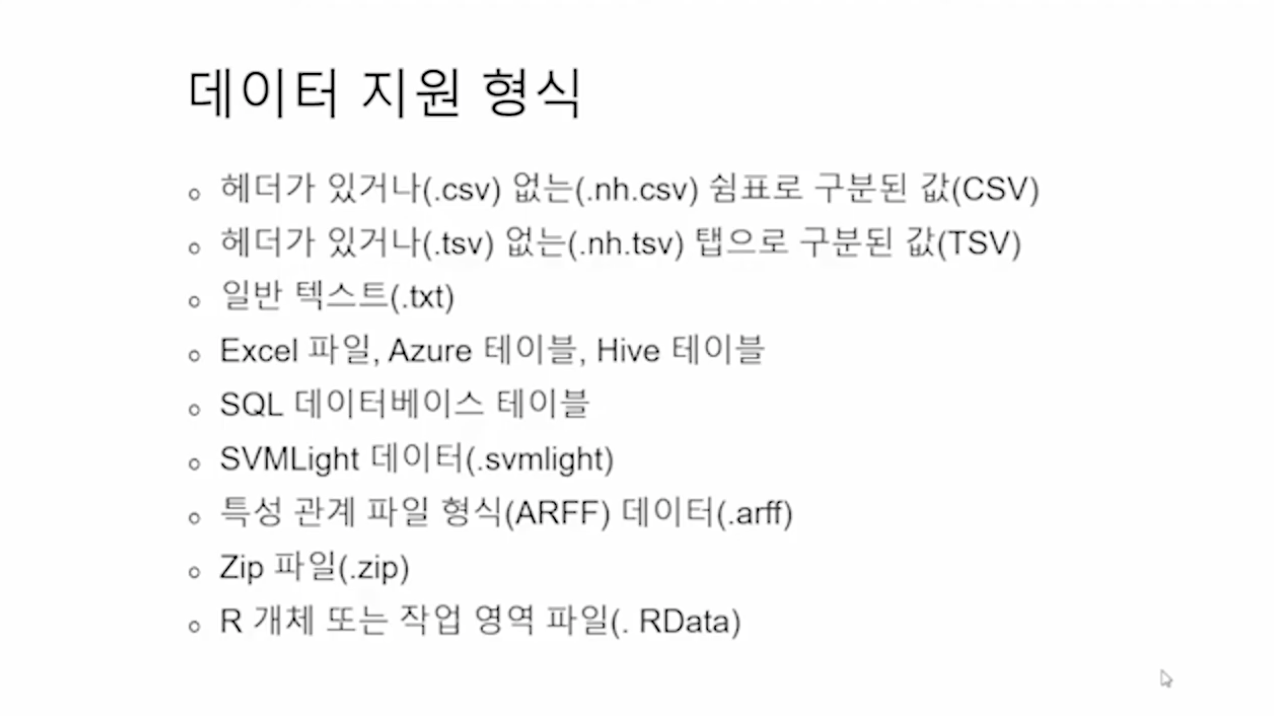 데이터 지원 형식
○ 헤더가 있거나(.csv) 없는(.nh.csv) 쉼표로 구분된 값(CSV)
○ 헤더가 있거나(.tsv) 없는(.nh.tsv) 탭으로 구분된 값(TSV)
○ 일반 텍스트(.txt)
○ Excel 파일, Azure 테이블, Hive 테이블
○ SQL 데이터베이스 테이블
○ SVMLight 데이터(.svmlight)
○ 특성 관계 파일 형식(ARFF) 데이터(.arff)
○ Zip 파일(.zip)
○ R 개체 또는 작업 영역 파일(. RData)